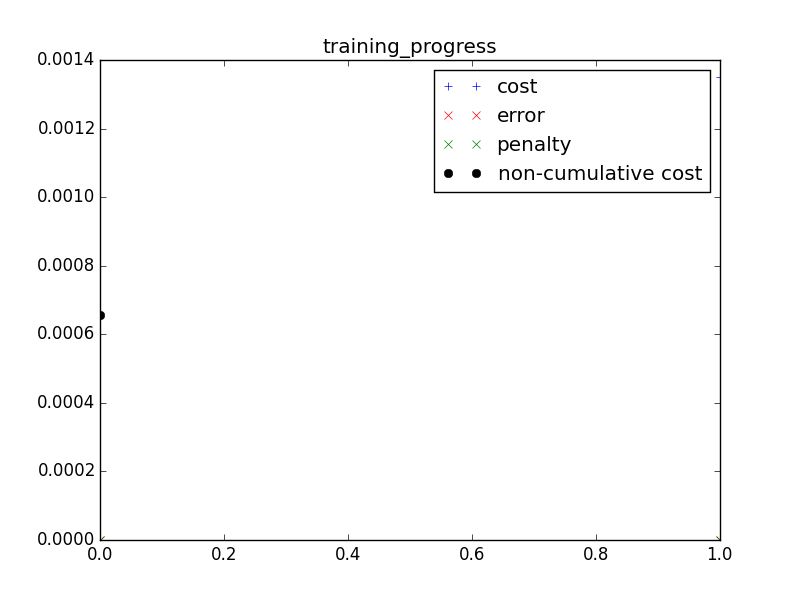 training_progress
0.0014
cost
error
0.0012
penalty
non-cumulative cost
0.0010
0.0008
0.0006
0.0004
0.0002
0.0000
0.0 0.2 0.4 0.6 0.8 1.0